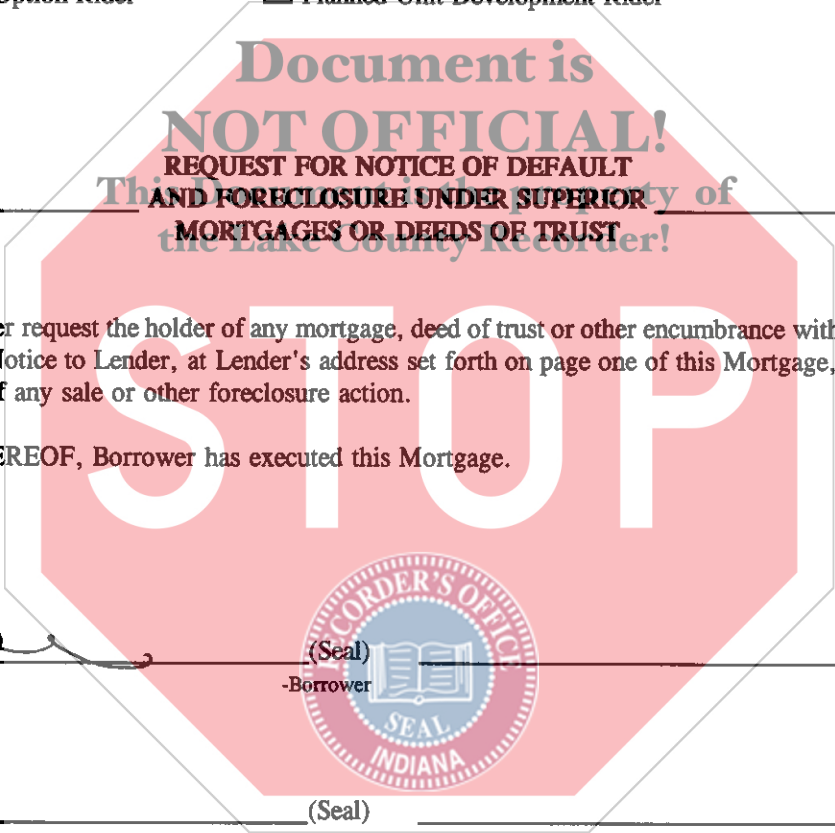 Option Rider Planned Unit Development Rider
Document is
NOT OFFICIAL!
REQUEST FOR NOTICE OF DEFAULT
This Document is the property of
AND FORECLOSURE UNDER SUPERIOR
MORTGAGES OR DEEDS OF TRUST
the Lake County Recorder!
er request the holder of any mortgage, deed of trust or other encumbrance with
Notice to Lender, at Lender's address set forth on page one of this Mortgage,
f any sale or other foreclosure action.
STOP
EREOF, Borrower has executed this Mortgage.
RECORDER'S OFFICE
(Seal)
-Borrower
SEAL
INDIANA
(Seal)